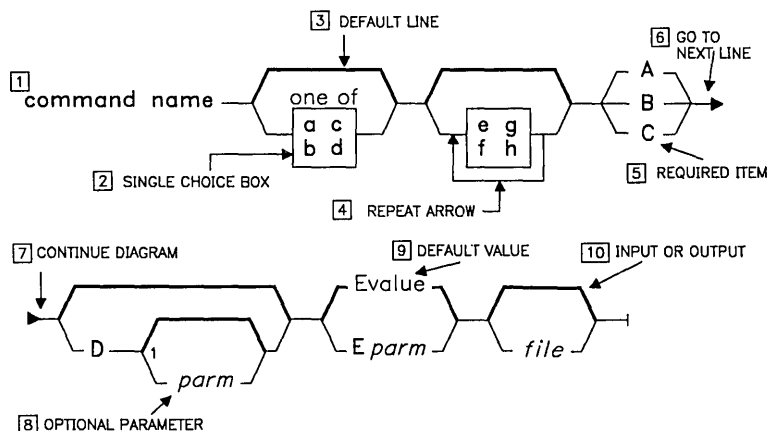 3 DEFAULT LINE
6 GO TO
NEXT LINE
1
command name
one of
a c
b d
e g
f h
A
B
C
2 SINGLE CHOICE BOX
4 REPEAT ARROW
5 REQUIRED ITEM
7 CONTINUE DIAGRAM
9 DEFAULT VALUE
10 INPUT OR OUTPUT
Evalue
D
1
parm
E parm
file
8 OPTIONAL PARAMETER